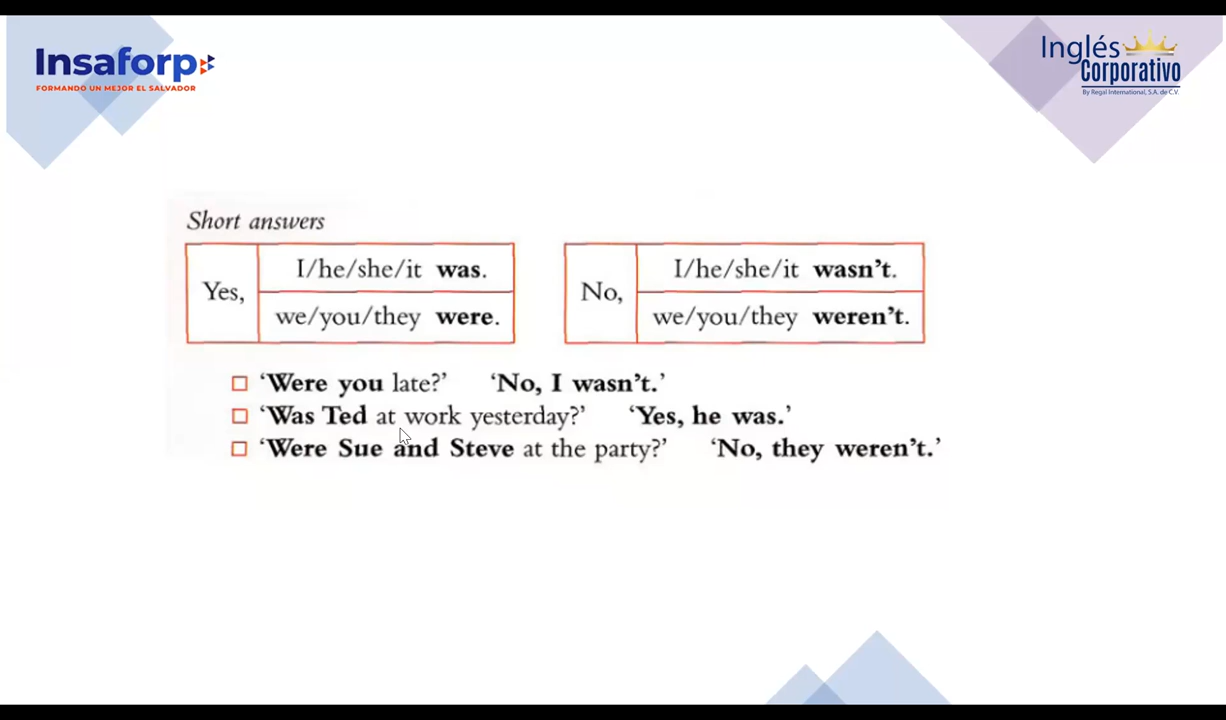 Insaforp
FORMANDO UN MEJOR EL SALVADOR
Inglés
Corporativo
By Regal International, S.A. de C.V.
Short answers
Yes,
I/he/she/it was.
we/you/they were.
No,
I/he/she/it wasn't.
we/you/they weren't.
‘Were you late?’ ‘No, I wasn’t.’
‘Was Ted at work yesterday?’ ‘Yes, he was.’
‘Were Sue and Steve at the party?’ ‘No, they weren’t.’